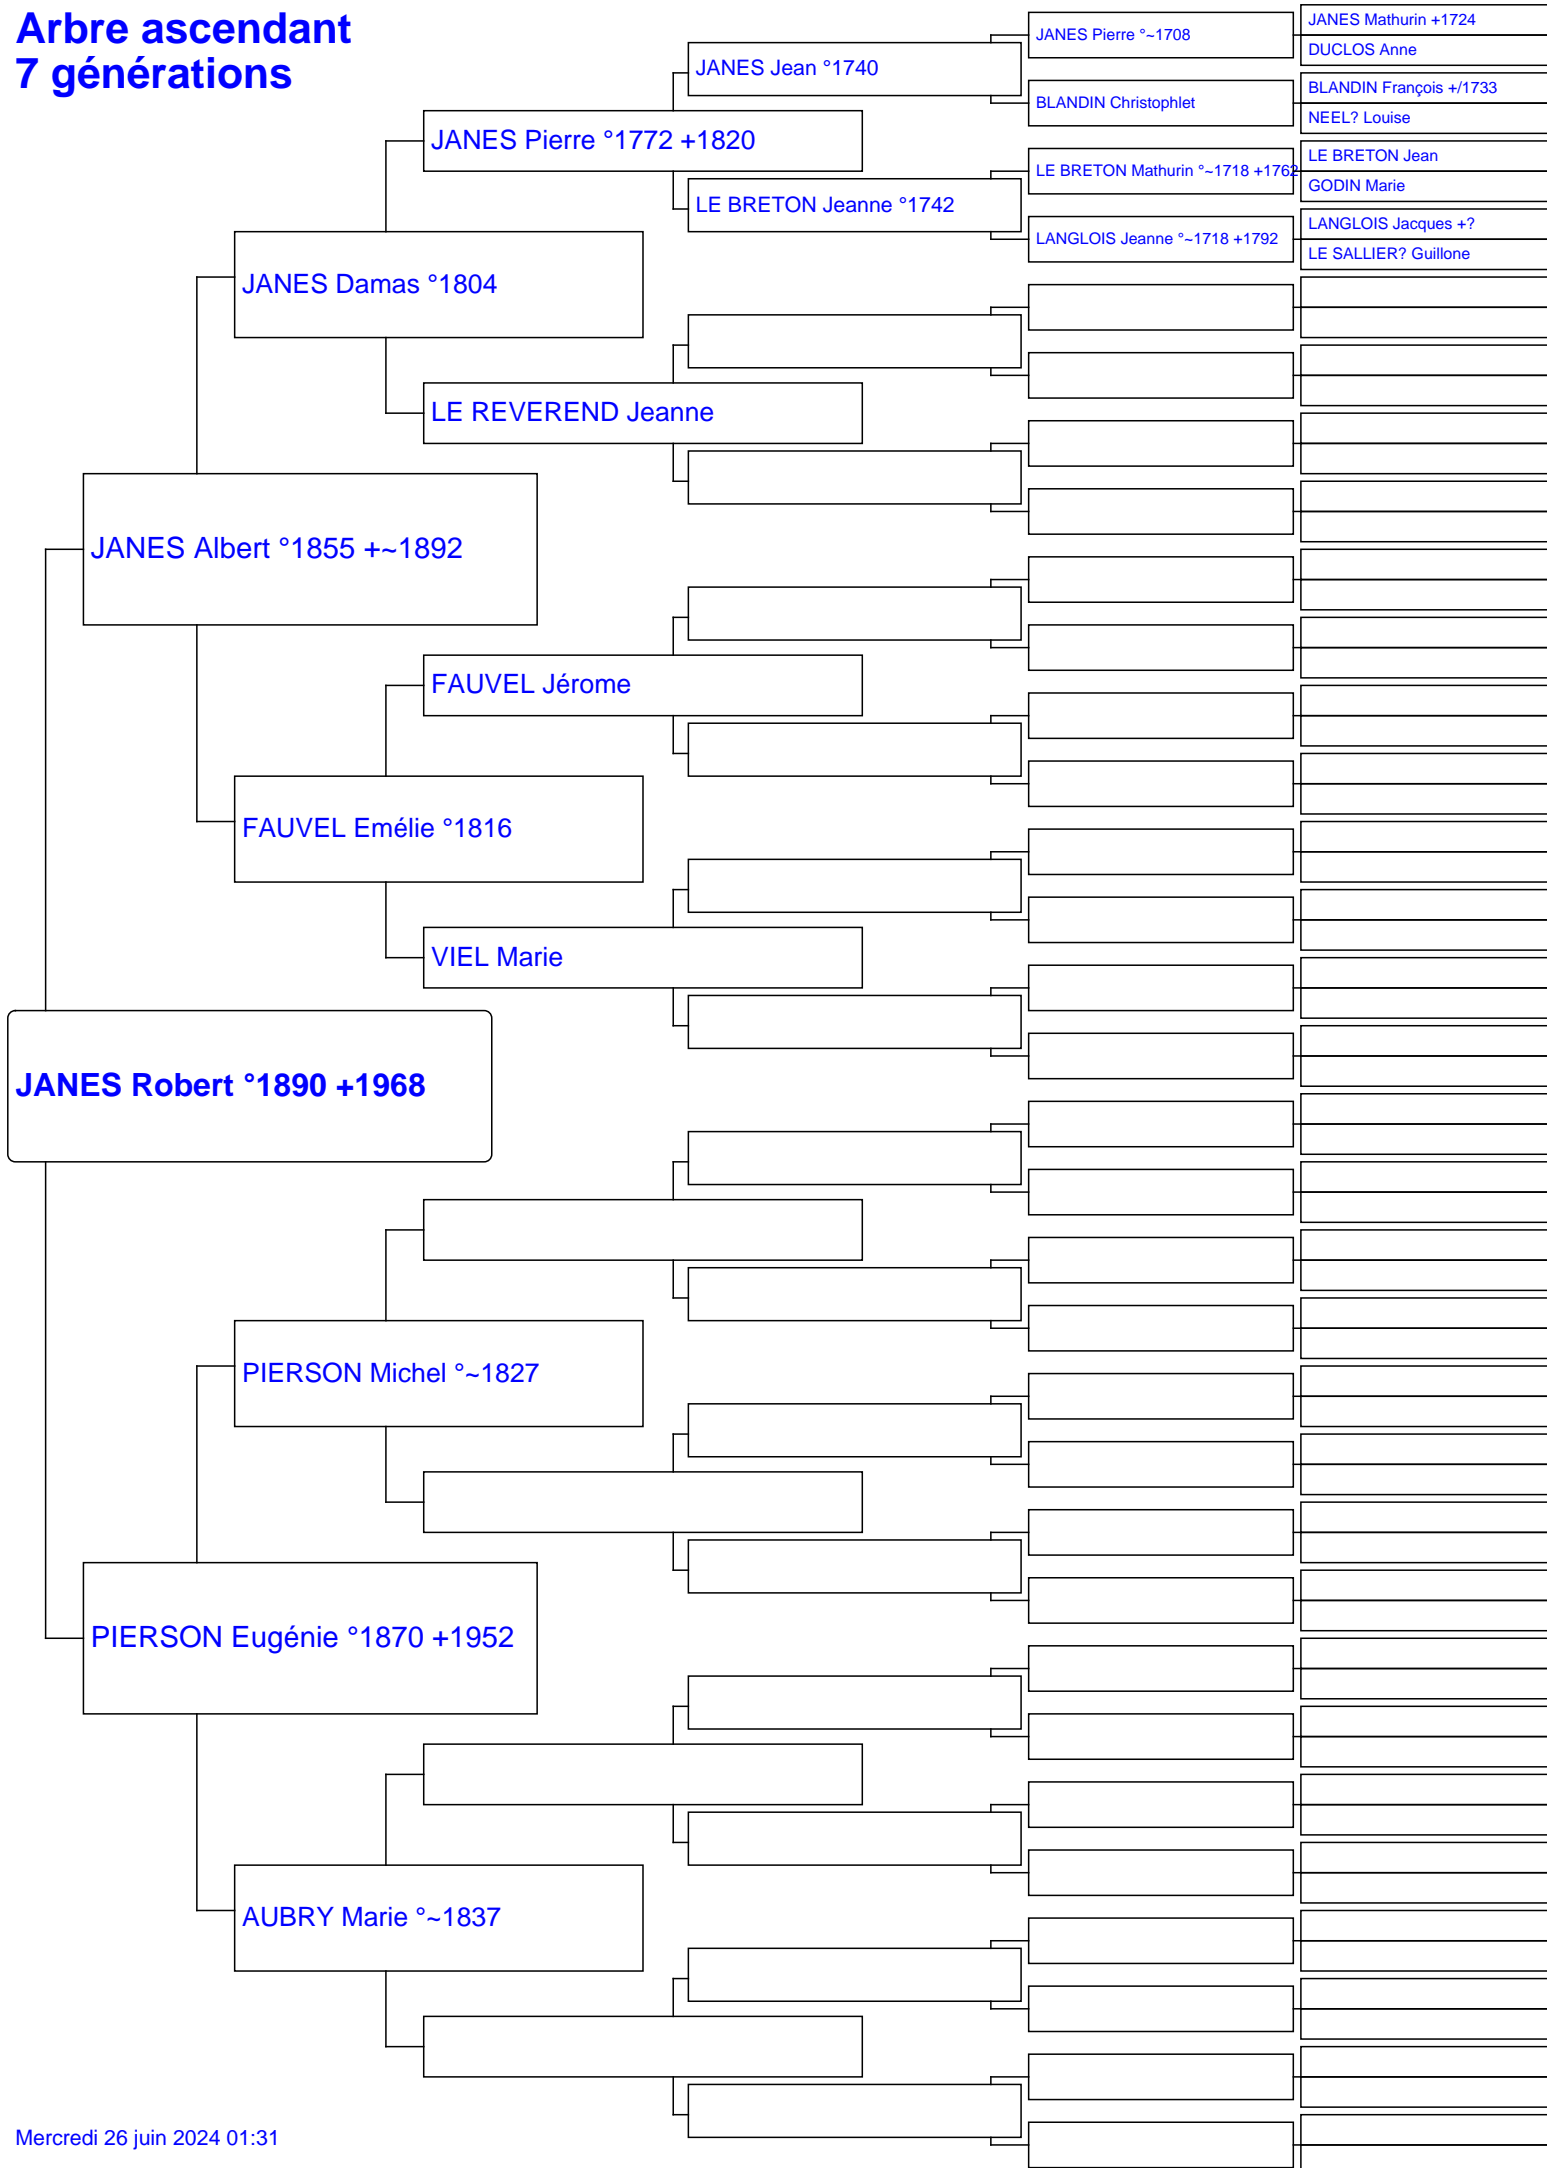 Arbre ascendant
7 générations
JANES Mathurin +1724
JANES Pierre °~1708
DUCLOS Anne
JANES Jean °1740
BLANDIN François +/1733
BLANDIN Christophlet
NEEL? Louise
JANES Pierre °1772 +1820
LE BRETON Jean
LE BRETON Mathurin °~1718 +1762
GODIN Marie
LE BRETON Jeanne °1742
LANGLOIS Jacques +?
LANGLOIS Jeanne °~1718 +1792
LE SALLIER? Guillone
JANES Damas °1804
LE REVEREND Jeanne
JANES Albert °1855 +~1892
FAUVEL Jérome
FAUVEL Emélie °1816
VIEL Marie
JANES Robert °1890 +1968
PIERSON Michel °~1827
PIERSON Eugénie °1870 +1952
AUBRY Marie °~1837
Mercredi 26 juin 2024 01:31